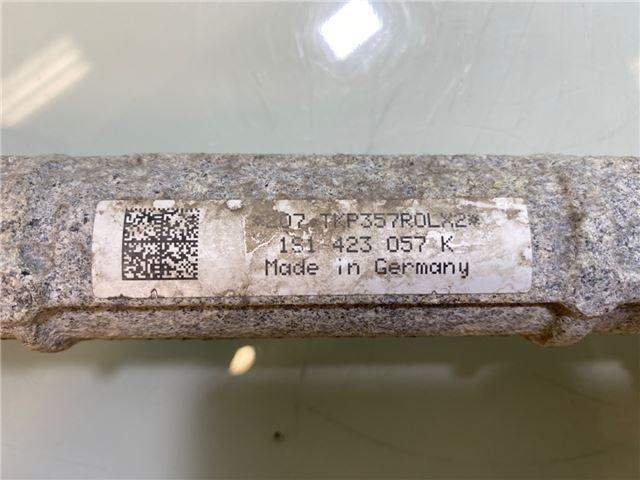 TKP357ROLX2*
1S1 423 057 K
Made in Germany